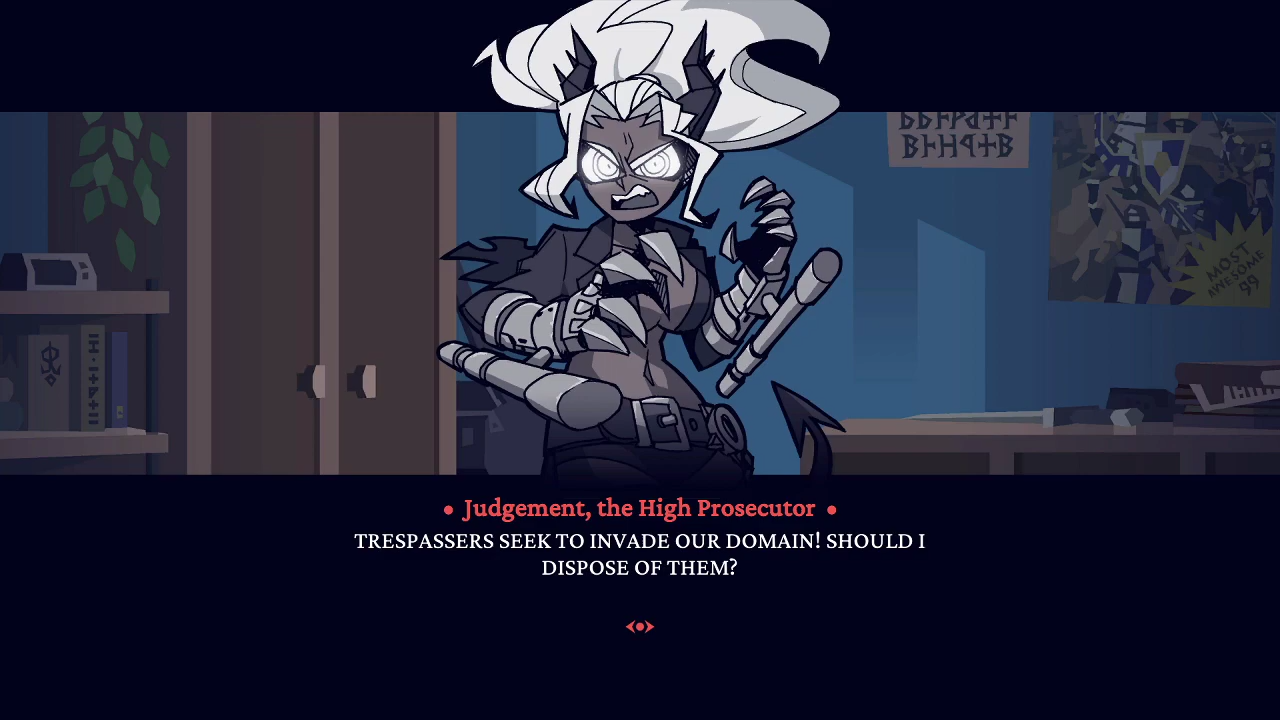 MOST
AWESOME
99
• Judgement, the High Prosecutor •
TRESPASSERS SEEK TO INVADE OUR DOMAIN! SHOULD I
DISPOSE OF THEM?